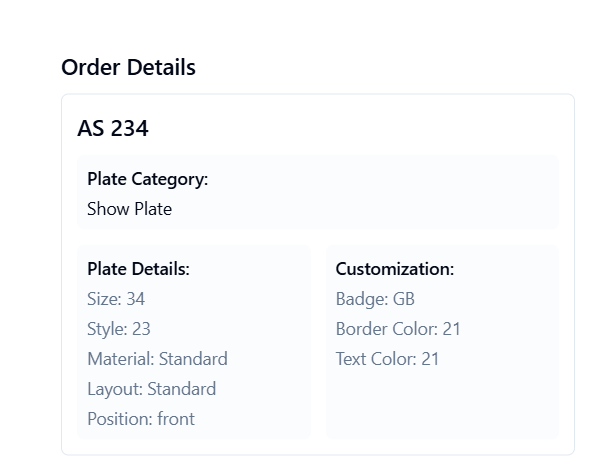 Order Details
AS 234
Plate Category:
Show Plate
Plate Details:
Size: 34
Style: 23
Material: Standard
Layout: Standard
Position: front
Customization:
Badge: GB
Border Color: 21
Text Color: 21